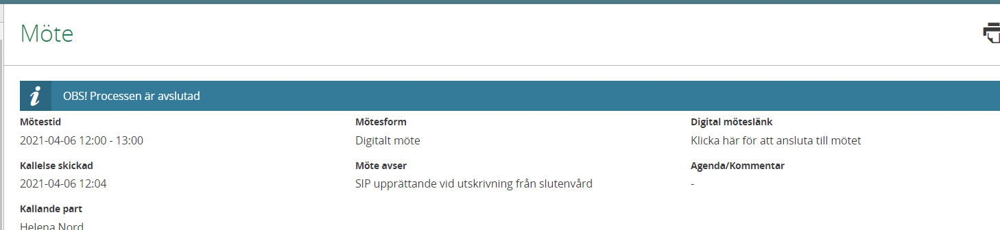 Möte
OBS! Processen är avslutad
Mötestid
2021-04-06 12:00 - 13:00
Mötesform
Digitalt möte
Digital möteslänk
Klicka här för att ansluta till mötet
Kallelse skickad
2021-04-06 12:04
Möte avser
SIP upprättande vid utskrivning från slutenvård
Agenda/Kommentar
-
Kallande part
Helena Nord